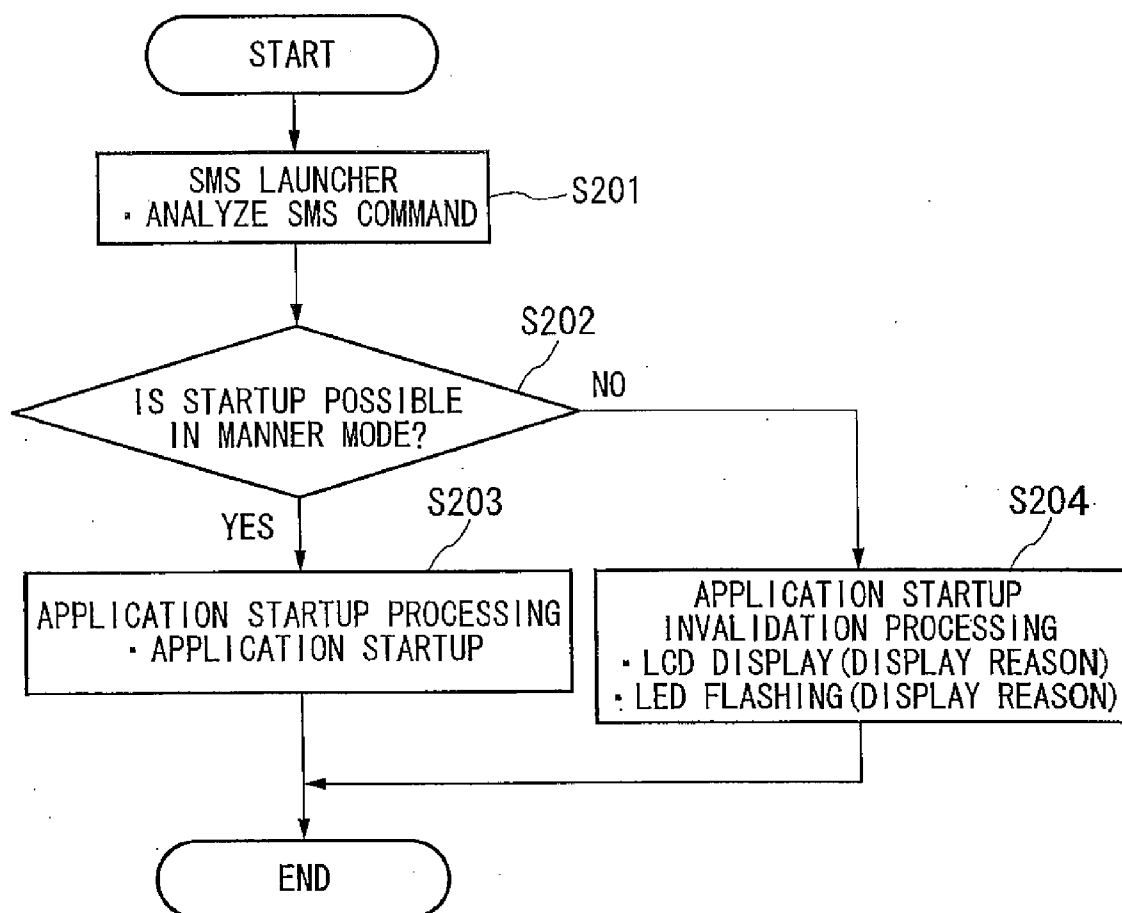 START
SMS LAUNCHER
・ANALYZE SMS COMMAND
S201
S202
IS STARTUP POSSIBLE
IN MANNER MODE?
NO
YES
S203
APPLICATION STARTUP PROCESSING
・APPLICATION STARTUP
S204
APPLICATION STARTUP
INVALIDATION PROCESSING
・LCD DISPLAY(DISPLAY REASON)
・LED FLASHING(DISPLAY REASON)
END